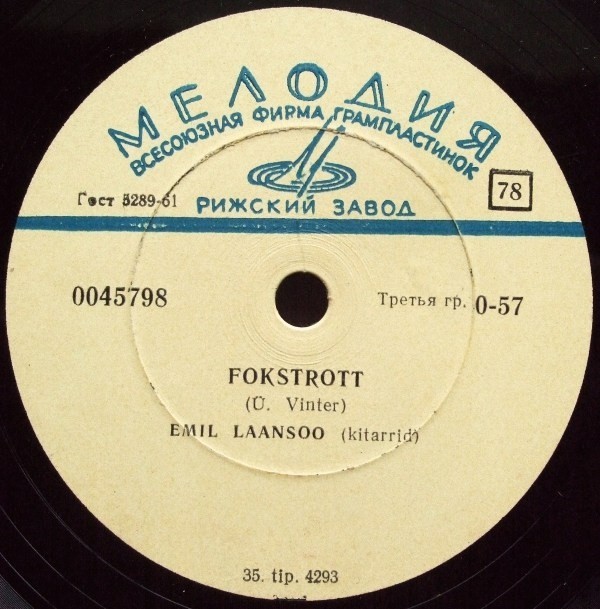 МЕЛОДИЯ
ВСЕСОЮЗНАЯ ФИРМА ГРАМПЛАСТИНОК
РИЖСКИЙ ЗАВОД
Гост 5289-61
78
0045798
Третья гр. 0-57
FOKSTROTT
(Ü. Vinter)
EMIL LAANSOO (kitarrid)
35. tip. 4293